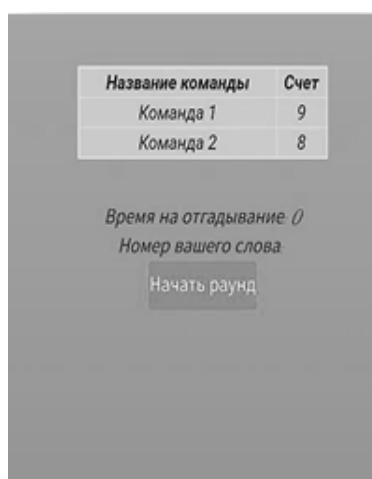 Название команды Счет
Команда 1 9
Команда 2 8
Время на отгадывание: 0
Номер вашего слова:
Начать раунд